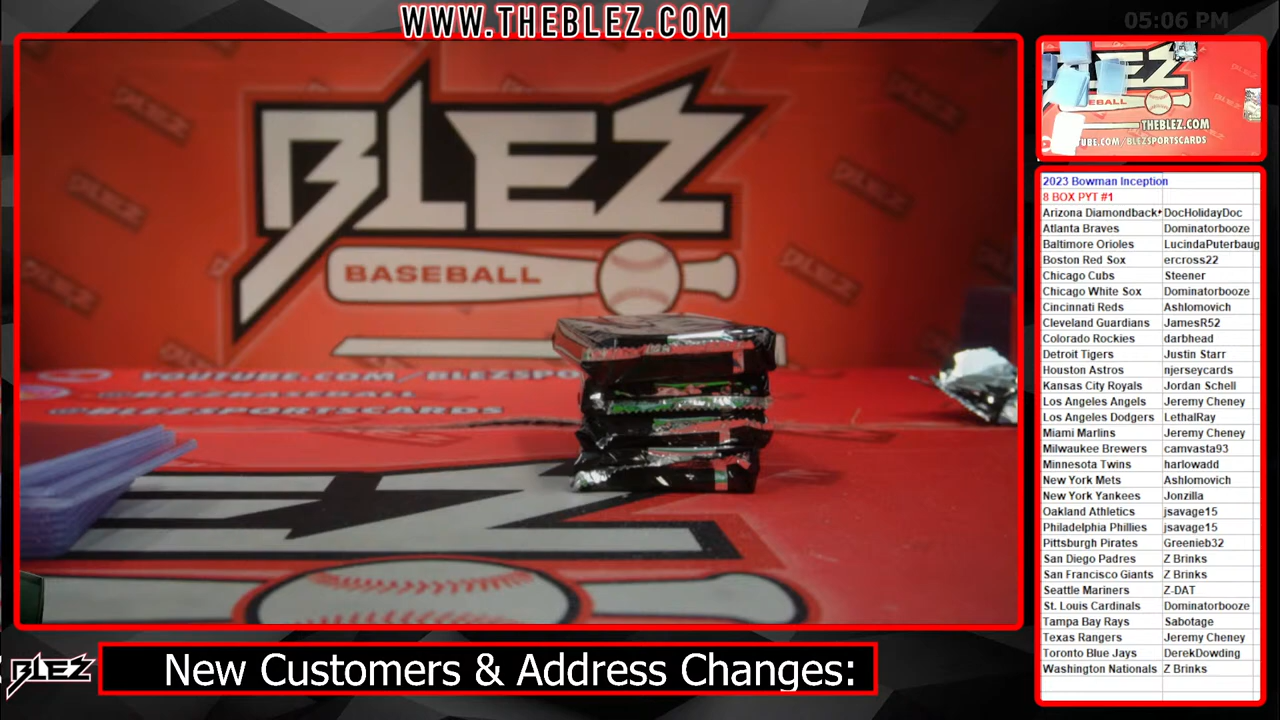 WWW.THEBLEZ.COM
05:06 PM
BLEZ
BASEBALL
YOUTUBE.COM/BLEZSPO
@BLEZBASEBALL
@BLEZSPORTSCARDS
EZ
EBALL
THEBLEZ.COM
TUBE.COM/BLEZSPORTSCARDS
2023 Bowman Inception
8 BOX PYT #1
Arizona Diamondback DocHolidayDoc
Atlanta Braves Dominatorbooze
Baltimore Orioles LucindaPuterbaug
Boston Red Sox ercross22
Chicago Cubs Steener
Chicago White Sox Dominatorbooze
Cincinnati Reds Ashlomovich
Cleveland Guardians JamesR52
Colorado Rockies darbhead
Detroit Tigers Justin Starr
Houston Astros njerseycards
Kansas City Royals Jordan Schell
Los Angeles Angels Jeremy Cheney
Los Angeles Dodgers LethalRay
Miami Marlins Jeremy Cheney
Milwaukee Brewers camvasta93
Minnesota Twins harlowadd
New York Mets Ashlomovich
New York Yankees Jonzilla
Oakland Athletics jsavage15
Philadelphia Phillies jsavage15
Pittsburgh Pirates Greenieb32
San Diego Padres Z Brinks
San Francisco Giants Z Brinks
Seattle Mariners Z-DAT
St. Louis Cardinals Dominatorbooze
Tampa Bay Rays Sabotage
Texas Rangers Jeremy Cheney
Toronto Blue Jays DerekDowding
Washington Nationals Z Brinks
BLEZ
New Customers & Address Changes: